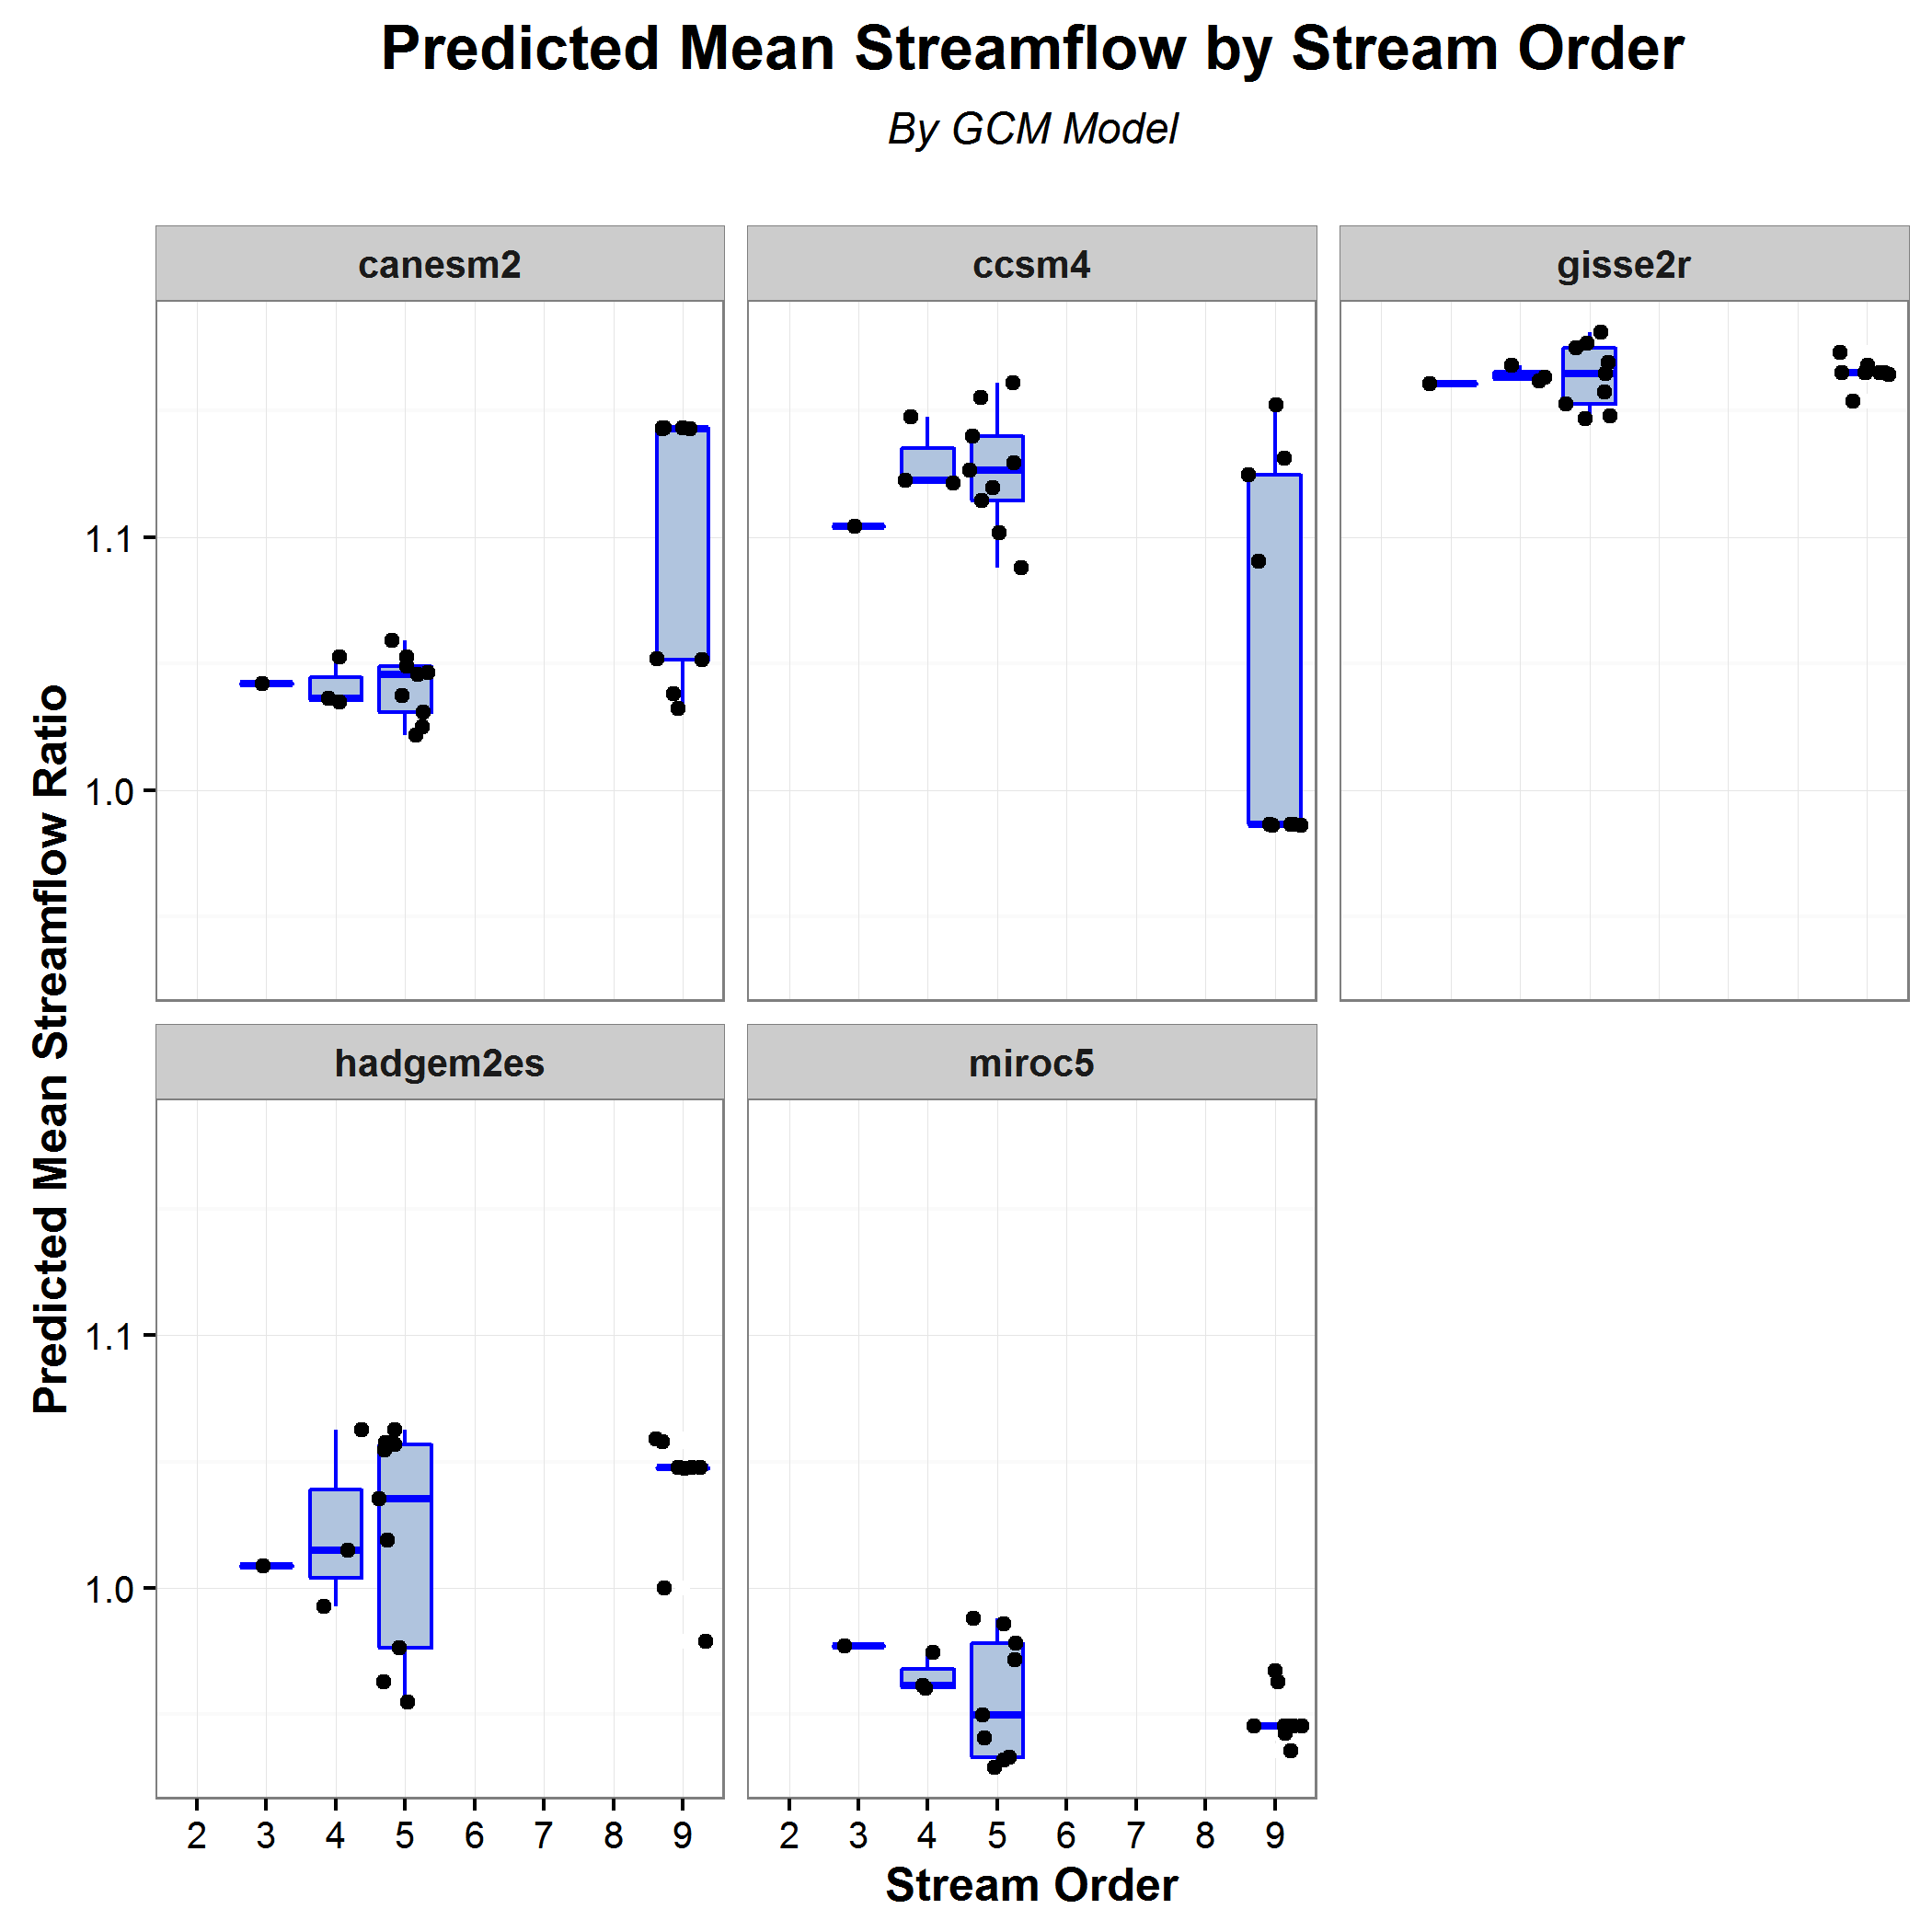 Predicted Mean Streamflow by Stream Order
By GCM Model
canesm2
ccsm4
gisse2r
1.1
1.0
Predicted Mean Streamflow Ratio
hadgem2es
miroc5
1.1
1.0
2 3 4 5 6 7 8 9
2 3 4 5 6 7 8 9
Stream Order